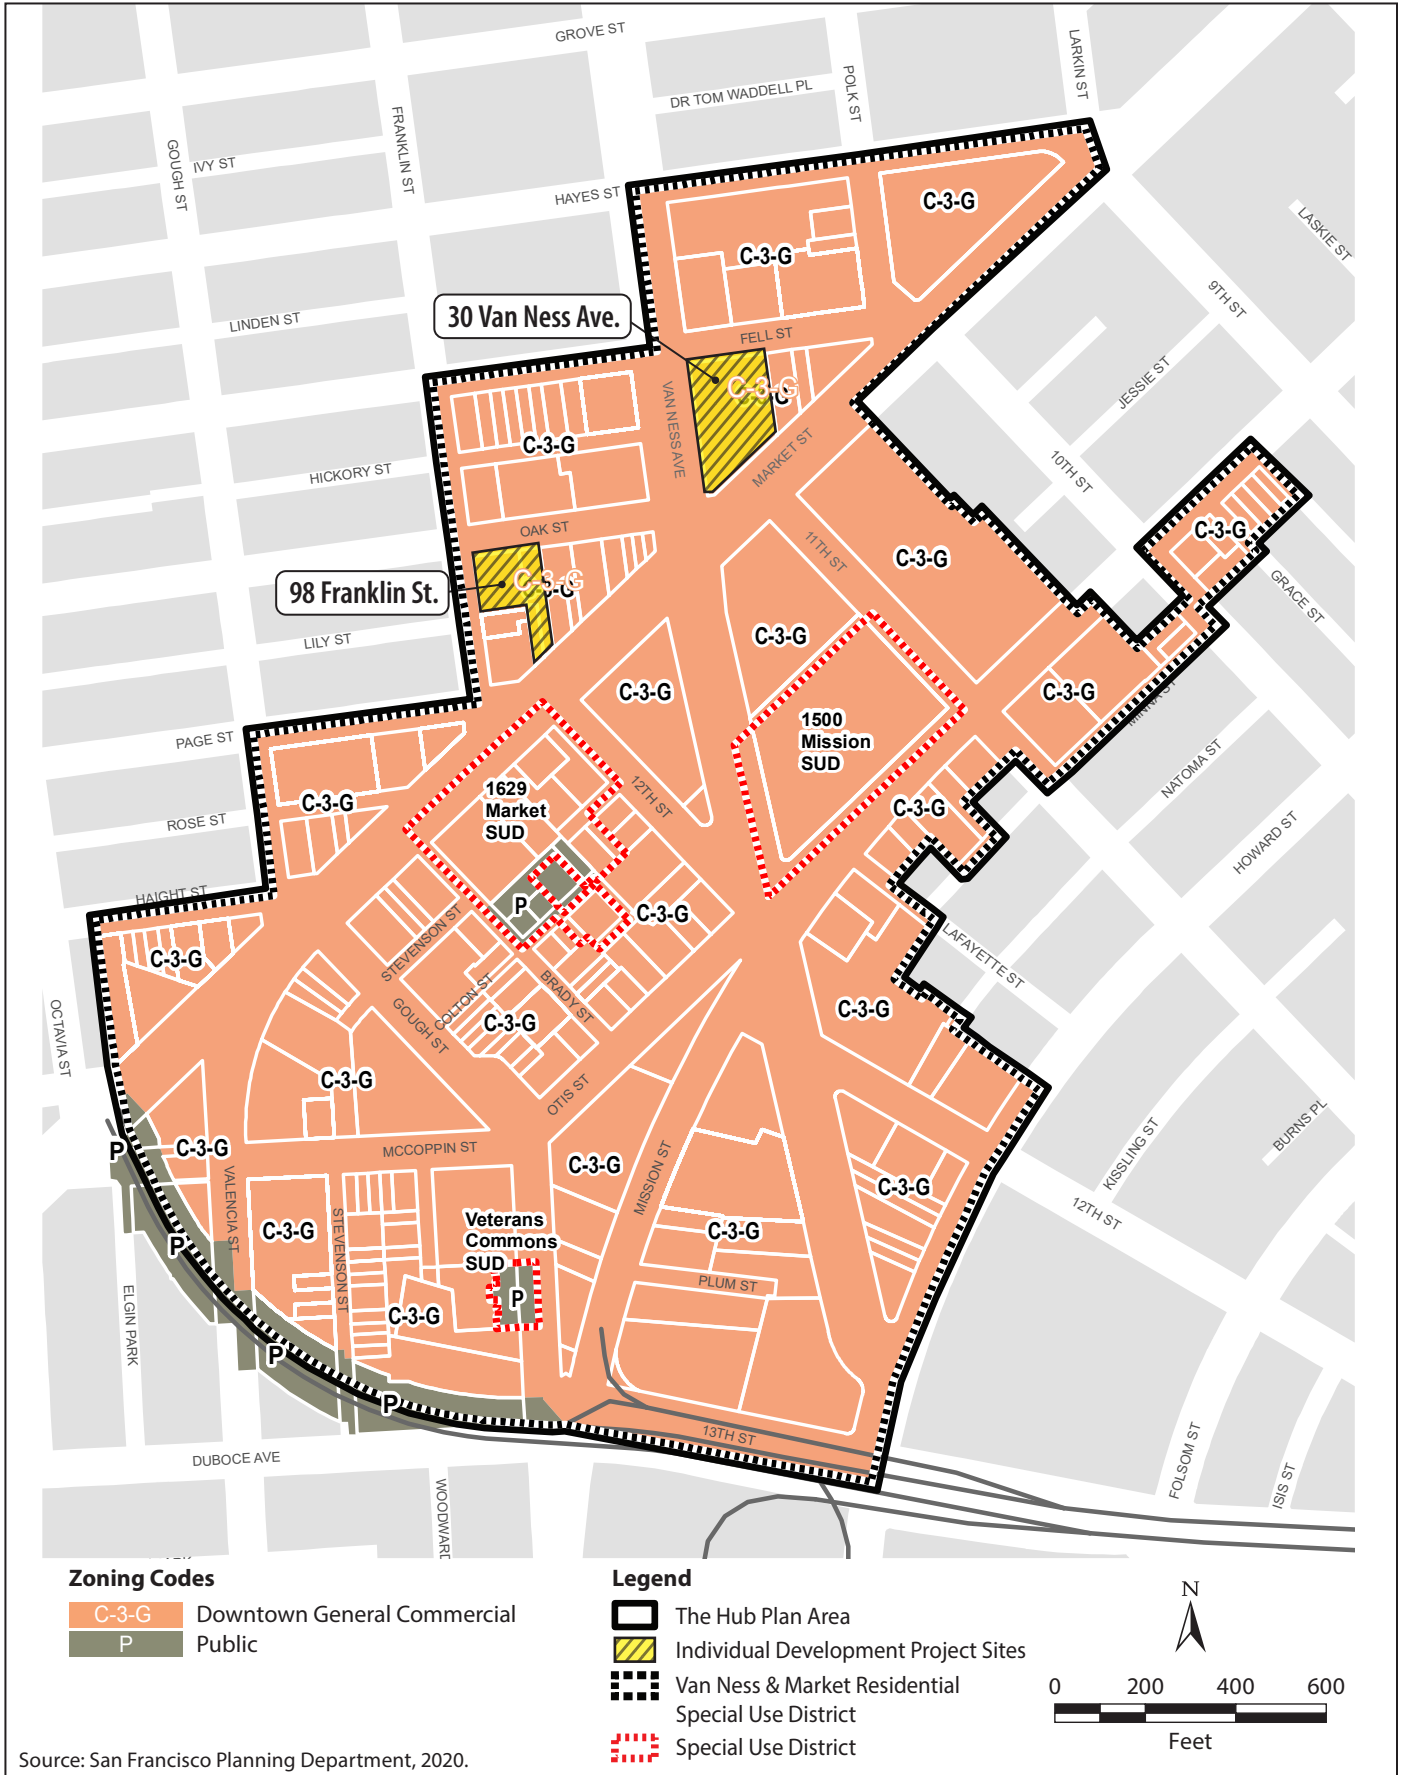 GROVE ST
LARKIN ST
POLK ST
DR TOM WADDELL PL
FRANKLIN ST
GOUGH ST
IVY ST
HAYES ST
C-3-G
LASKIE ST
C-3-G
9TH ST
30 Van Ness Ave.
LINDEN ST
FELL ST
JESSIE ST
C-3-G
VAN NESS AVE
C-3-G
MARKET ST
HICKORY ST
10TH ST
OAK ST
C-3-G
11TH ST
C-3-G
C-3-G
98 Franklin St.
GRACE ST
LILY ST
C-3-G
C-3-G
C-3-G
1500
Mission
SUD
PAGE ST
NATOMA ST
1629
Market
SUD
12TH ST
C-3-G
C-3-G
ROSE ST
HOWARD ST
HAIGHT ST
P
C-3-G
STEVENSON ST
LAFAYETTE ST
C-3-G
BRADY ST
COLTON ST
GOUGH ST
C-3-G
C-3-G
OCTAVIA ST
C-3-G
OTIS ST
BURNS PL
KISSLING ST
P
C-3-G
MCCOPPIN ST
C-3-G
MISSION ST
C-3-G
12TH ST
VALENCIA ST
STEVENSON ST
C-3-G
Veterans
Commons
SUD
C-3-G
P
PLUM ST
P
C-3-G
ELGIN PARK
P
P
13TH ST
DUBOCE AVE
FOLSOM ST
ISIS ST
WOODWARD
Zoning Codes
C-3-G Downtown General Commercial
P Public
Legend
The Hub Plan Area
Individual Development Project Sites
Van Ness & Market Residential
Special Use District
Special Use District
N
0 200 400 600
Feet
Source: San Francisco Planning Department, 2020.